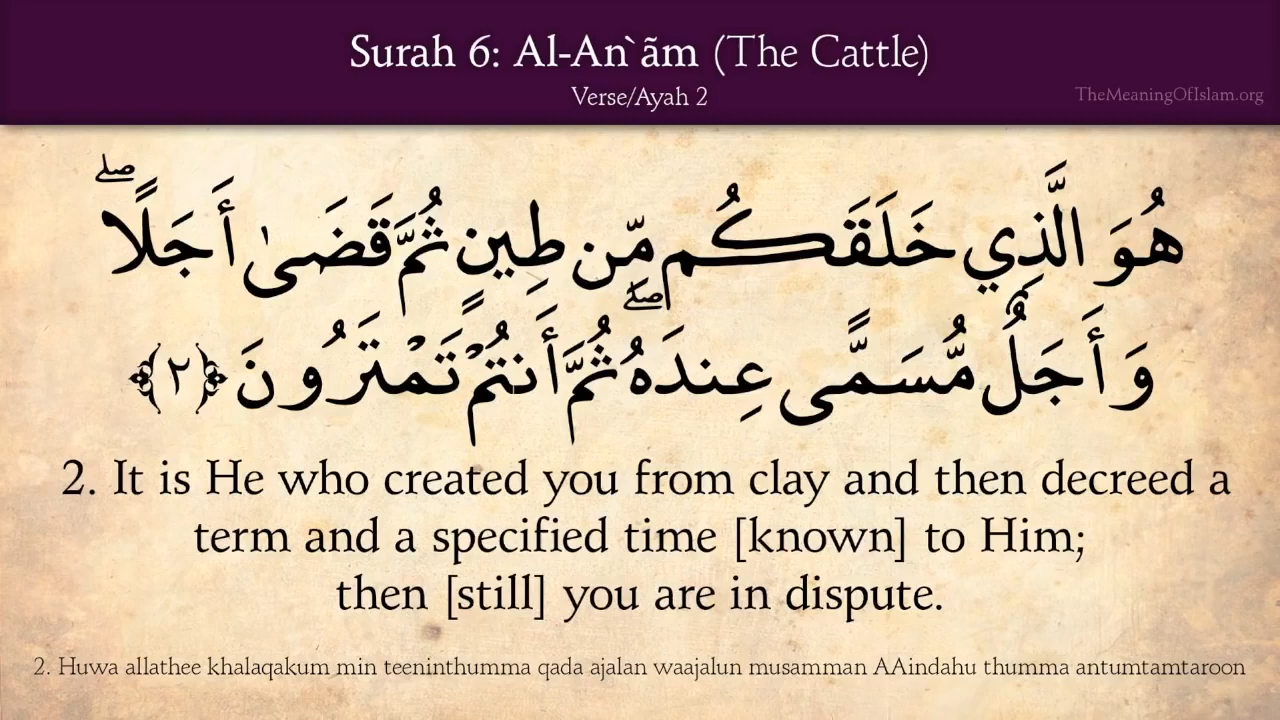 Surah 6: Al-An`ãm (The Cattle)
Verse/Ayah 2
TheMeaningOfIslam.org
هُوَ الَّذِي خَلَقَكُم مِّن طِينٍ ثُمَّ قَضَىٰ أَجَلًا ۖ
وَأَجَلٌ مُّسَمًّى عِندَهُ ۖ ثُمَّ أَنتُمْ تَمْتَرُونَ ﴿٢﴾
2. It is He who created you from clay and then decreed a
term and a specified time [known] to Him;
then [still] you are in dispute.
2. Huwa allathee khalaqakum min teeninthumma qada ajalan waajalun musamman AAindahu thumma antumtamtaroon